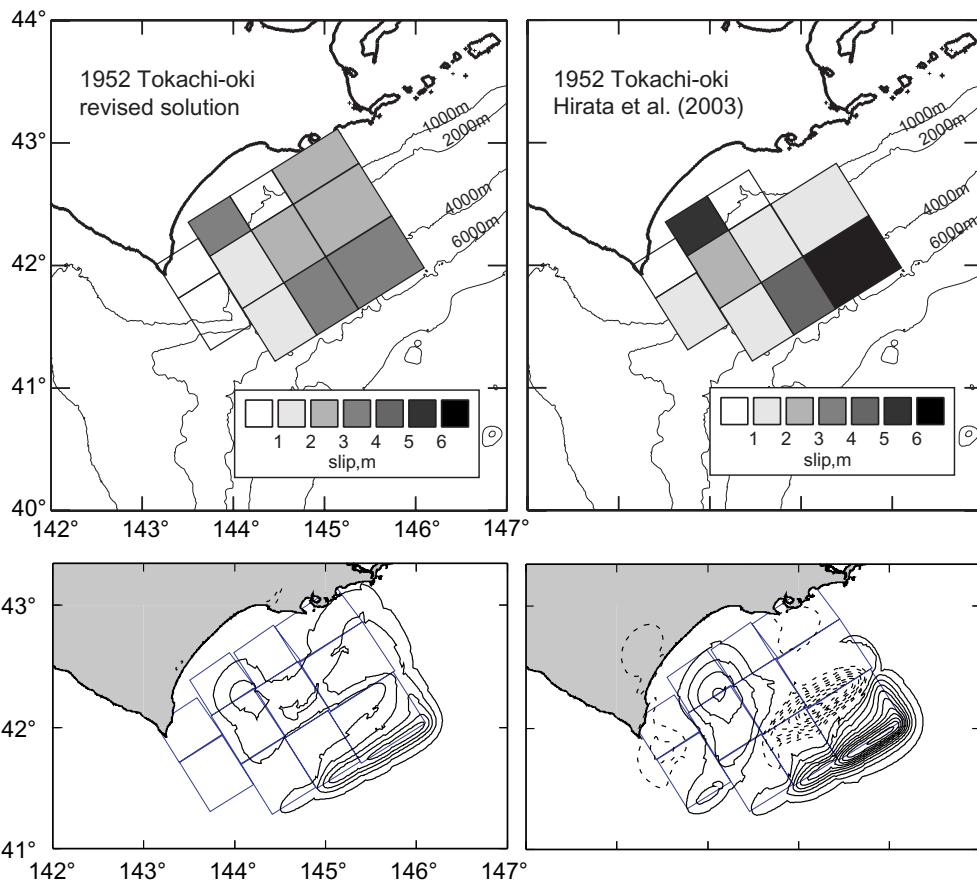 44°
43°
42°
41°
40°
142°
143°
144°
145°
146°
147°
1952 Tokachi-oki
revised solution
1000m
2000m
4000m
6000m
1 2 3 4 5 6
slip,m
1952 Tokachi-oki
Hirata et al. (2003)
1000m
2000m
4000m
6000m
1 2 3 4 5 6
slip,m
43°
42°
41°
142°
143°
144°
145°
146°
147°